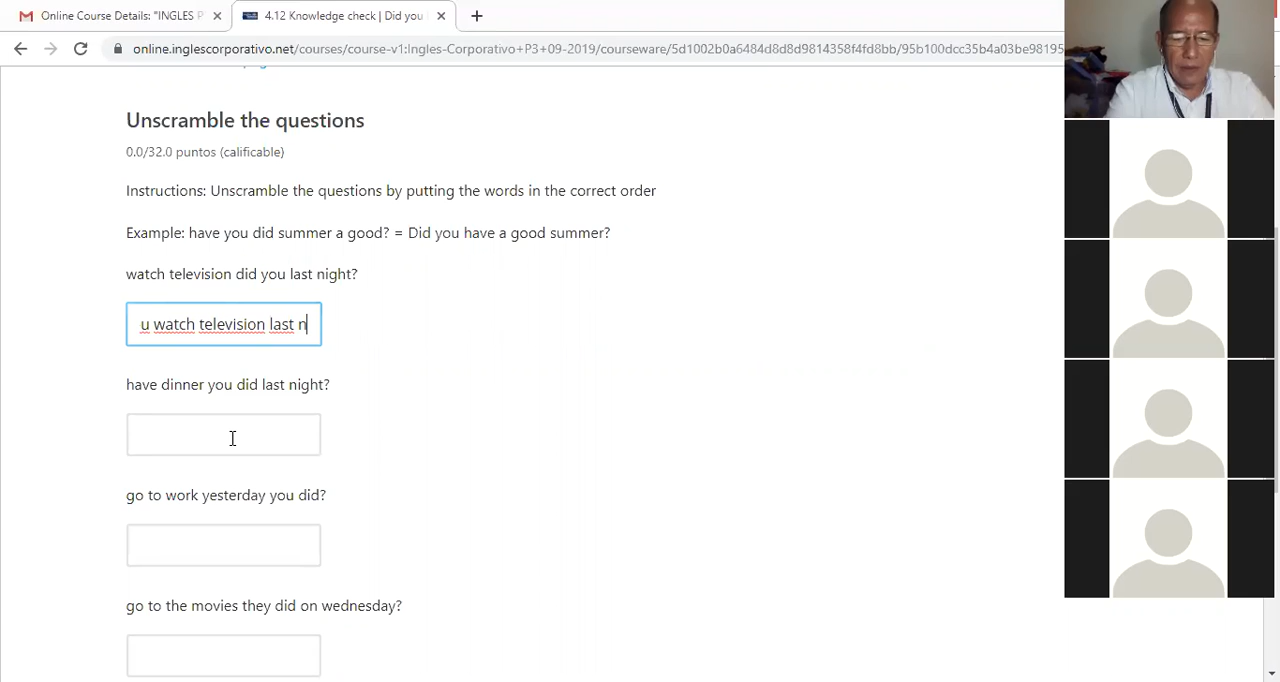 Online Course Details: "INGLES P
4.12 Knowledge check | Did you
online.inglescorporativo.net/courses/course-v1:Ingles-Corporativo+P3+09-2019/courseware/5d1002b0a6484d8d8d9814358f4fd8bb/95b100dcc35b4a03be98195
Unscramble the questions
0.0/32.0 puntos (calificable)
Instructions: Unscramble the questions by putting the words in the correct order
Example: have you did summer a good? = Did you have a good summer?
watch television did you last night?
u watch television last n
have dinner you did last night?
go to work yesterday you did?
go to the movies they did on wednesday?